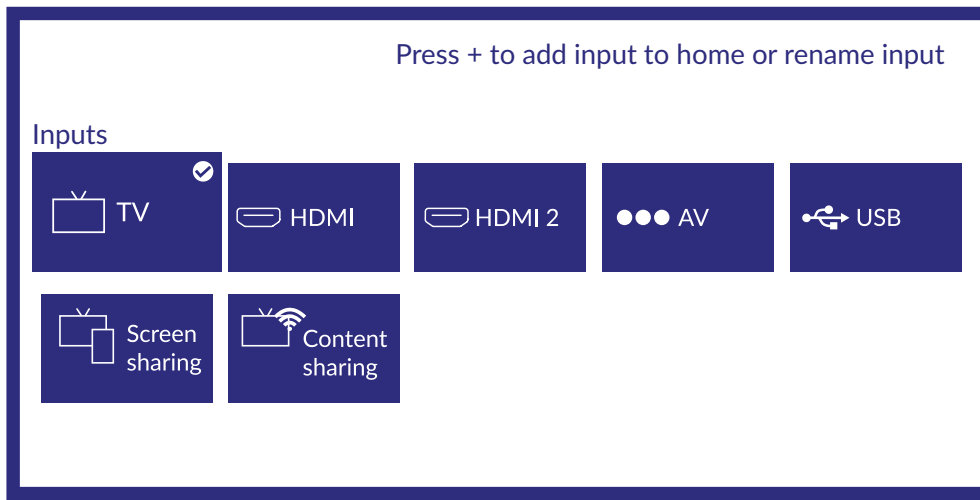 Press + to add input to home or rename input
Inputs
TV
HDMI
HDMI 2
AV
USB
Screen
sharing
Content
sharing